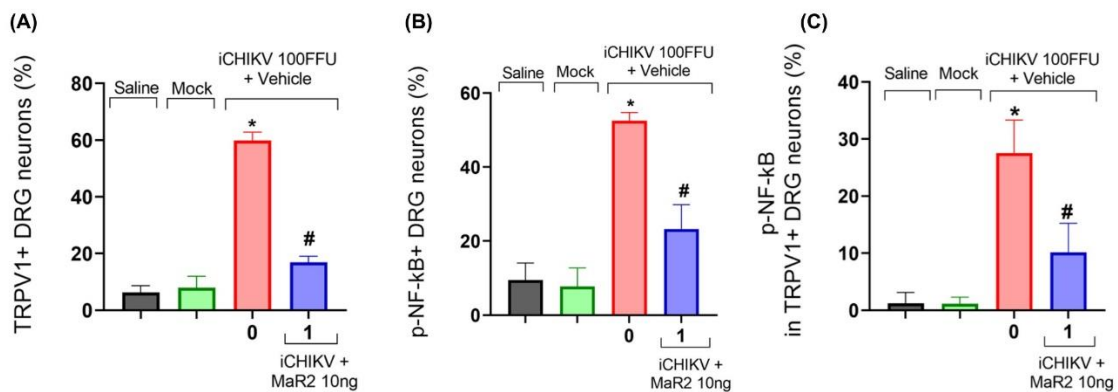 (A)
iCHIKV 100FFU
+ Vehicle
Saline
Mock
TRPV1+ DRG neurons (%)
80
60
40
20
0
*
#
0
1
iCHIKV +
MaR2 10ng
(B)
iCHIKV 100FFU
+ Vehicle
Saline
Mock
p-NF-kB+ DRG neurons (%)
60
40
20
0
*
#
0
1
iCHIKV +
MaR2 10ng
(C)
iCHIKV 100FFU
+ Vehicle
Saline
Mock
p-NF-kB
in TRPV1+ DRG neurons (%)
40
30
20
10
0
*
#
0
1
iCHIKV +
MaR2 10ng